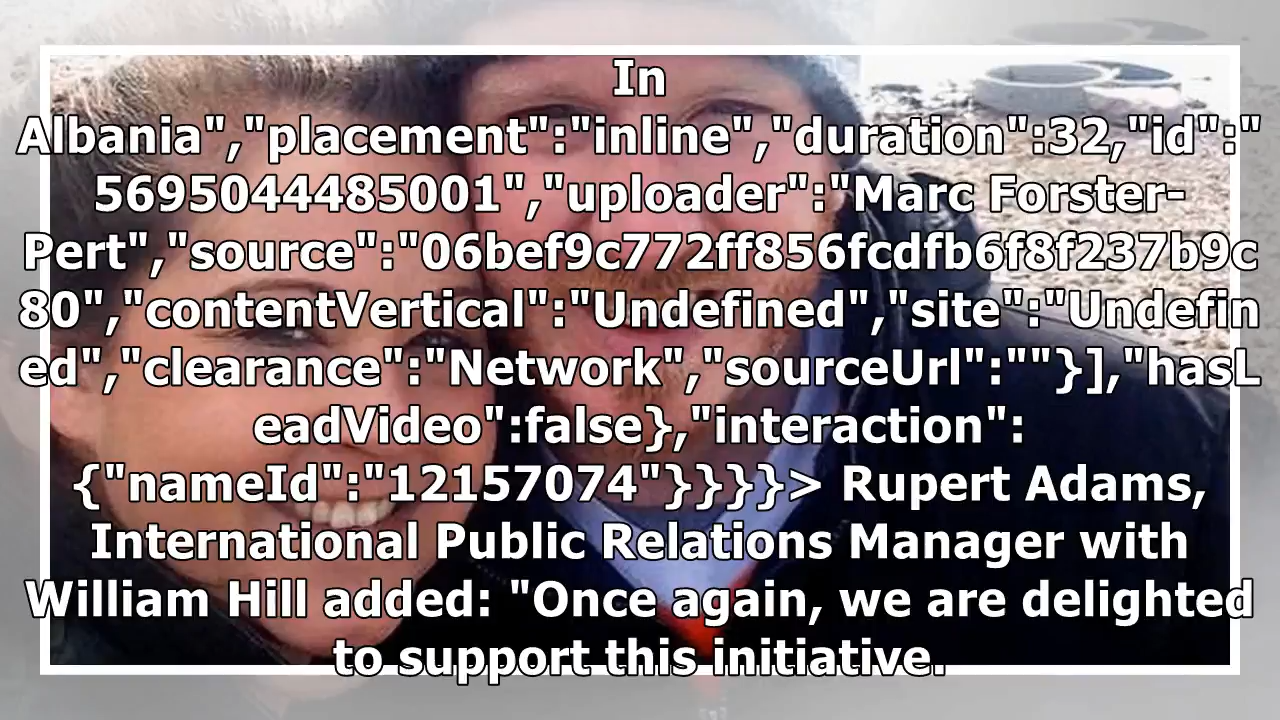 In
Albania","placement":"inline","duration":32,"id":"
5695044485001","uploader":"Marc Forster-
Pert","source":"06bef9c772ff856fcdfb6f8f237b9c
80","contentVertical":"Undefined","site":"Undefin
ed","clearance":"Network","sourceUrl":""}],"hasL
eadVideo":false},"interaction":
{"nameId":"12157074"}}}}}> Rupert Adams,
International Public Relations Manager with
William Hill added: "Once again, we are delighted
to support this initiative.